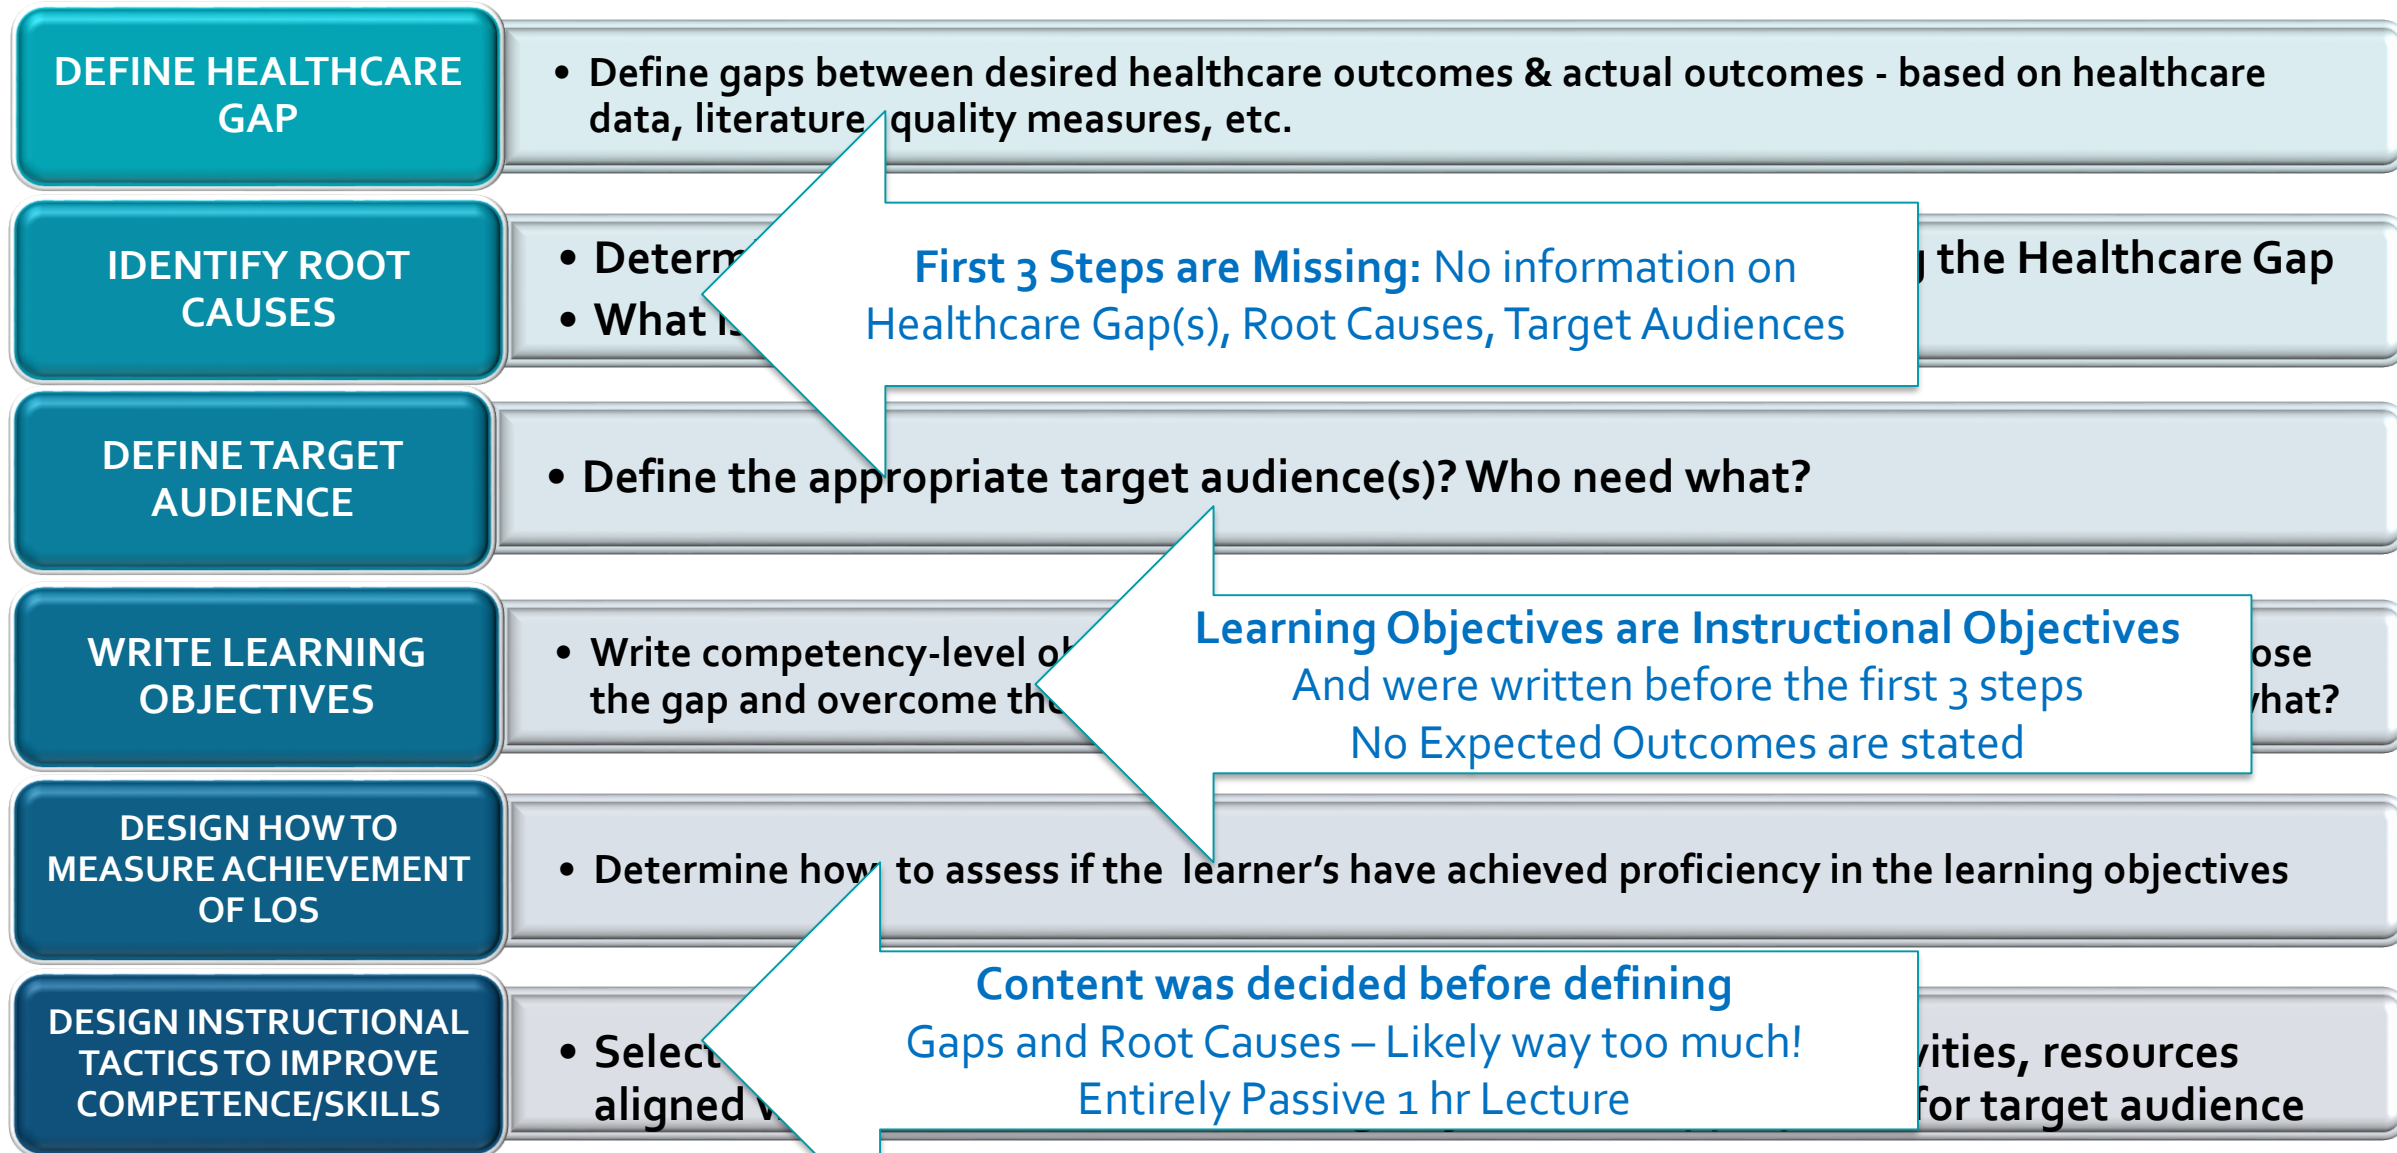 DEFINE HEALTHCARE
GAP
• Define gaps between desired healthcare outcomes & actual outcomes - based on healthcare
data, literature, quality measures, etc.
IDENTIFY ROOT
CAUSES
• the Healthcare Gap
• What
First 3 Steps are Missing: No information on
Healthcare Gap(s), Root Causes, Target Audiences
DEFINE TARGET
AUDIENCE
• Define the appropriate target audience(s)? Who need what?
WRITE LEARNING
OBJECTIVES
• Write competency-level
the gap and overcome
Learning Objectives are Instructional Objectives
And were written before the first 3 steps
No Expected Outcomes are stated
DESIGN HOW TO
MEASURE ACHIEVEMENT
OF LOS
• Determine how to assess if the learner's have achieved proficiency in the learning objectives
DESIGN INSTRUCTIONAL
TACTICS TO IMPROVE
COMPETENCE/SKILLS
• Select resources
aligned for target audience
Content was decided before defining
Gaps and Root Causes – Likely way too much!
Entirely Passive 1 hr Lecture